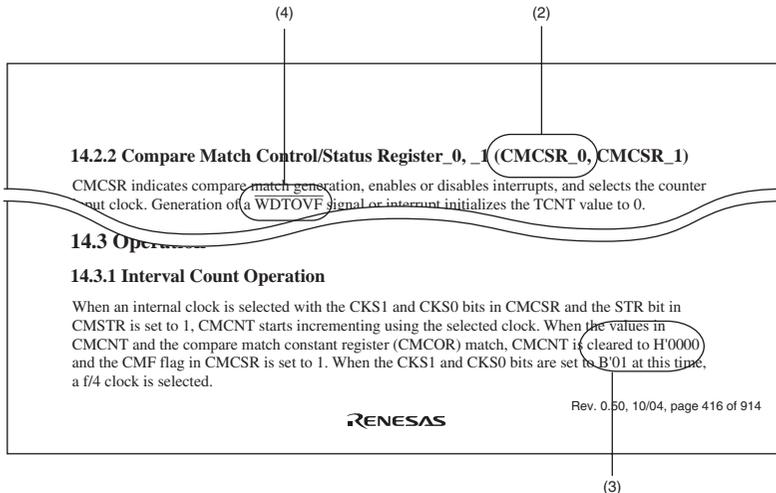 (4)
(2)
14.2.2 Compare Match Control/Status Register_0, _1 (CMCSR_0, CMCSR_1)
CMCSR indicates compare match generation, enables or disables interrupts, and selects the counter
input clock. Generation of a WDTOVF signal or interrupt initializes the TCNT value to 0.
14.3 Operation
14.3.1 Interval Count Operation
When an internal clock is selected with the CKS1 and CKS0 bits in CMCSR and the STR bit in
CMSTR is set to 1, CMCNT starts incrementing using the selected clock. When the values in
CMCNT and the compare match constant register (CMCOR) match, CMCNT is cleared to H'0000
and the CMF flag in CMCSR is set to 1. When the CKS1 and CKS0 bits are set to B'01 at this time,
a f/4 clock is selected.
Rev. 0.50, 10/04, page 416 of 914
RENESAS
(3)